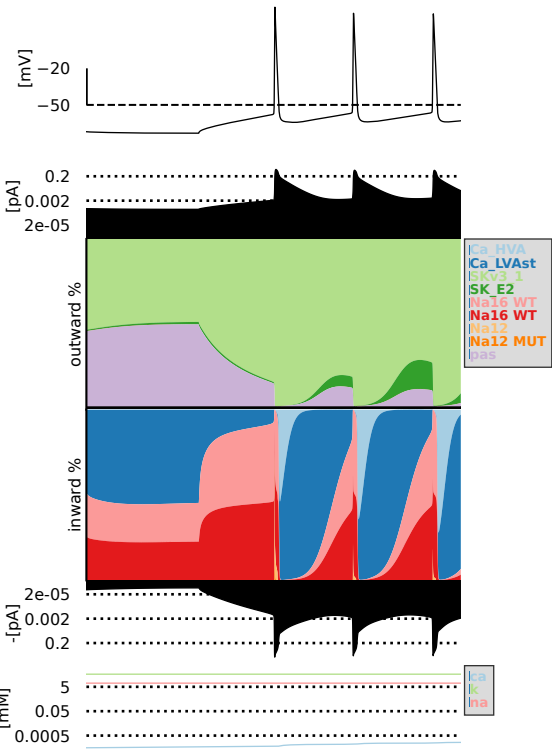 [mV]
−20
−50
[pA]
0.2
0.002
2e-05
outward %
Ca_HVA
Ca_LVAst
SKv3_1
SK_E2
Na16 WT
Na16 WT
Na12
Na12 MUT
pas
inward %
-[pA]
2e-05
0.002
0.2
[mM]
5
0.05
0.0005
ca
k
na